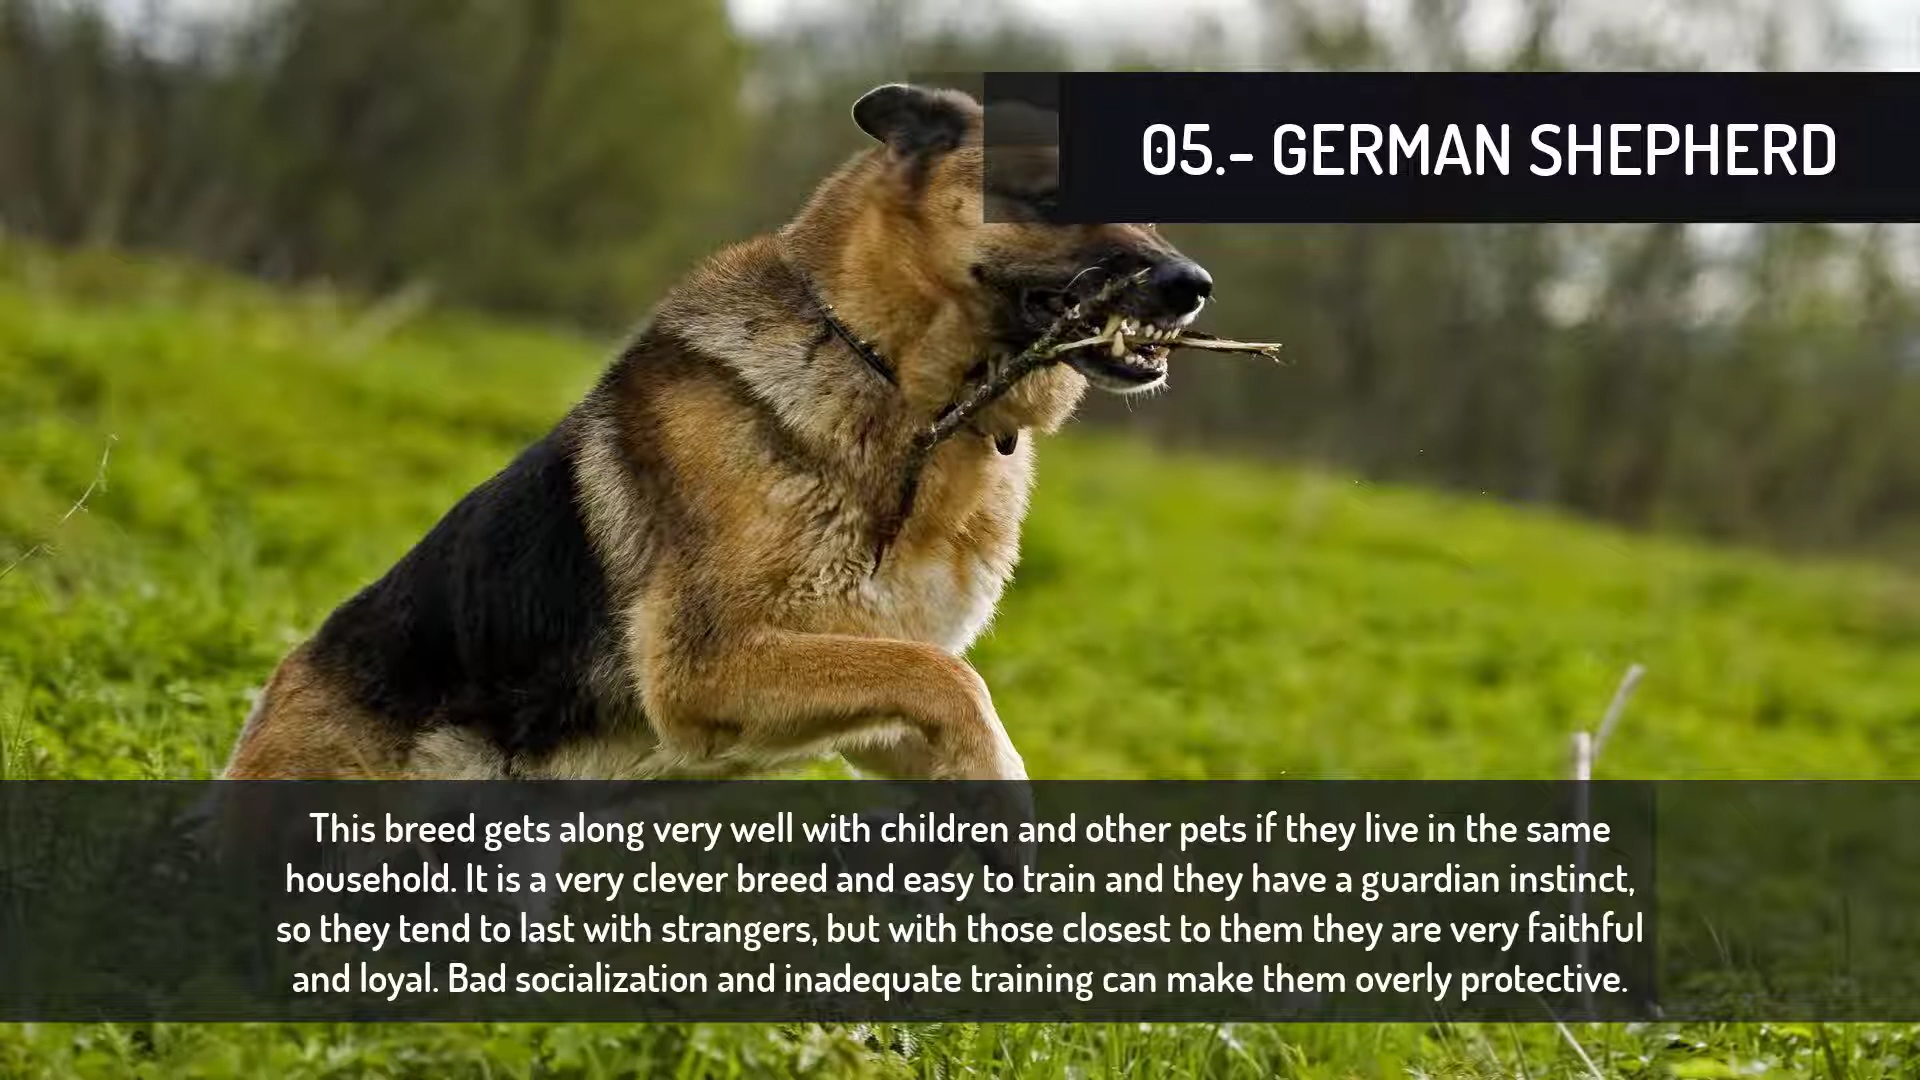 05.- GERMAN SHEPHERD
This breed gets along very well with children and other pets if they live in the same
household. It is a very clever breed and easy to train and they have a guardian instinct,
so they tend to last with strangers, but with those closest to them they are very faithful
and loyal. Bad socialization and inadequate training can make them overly protective.